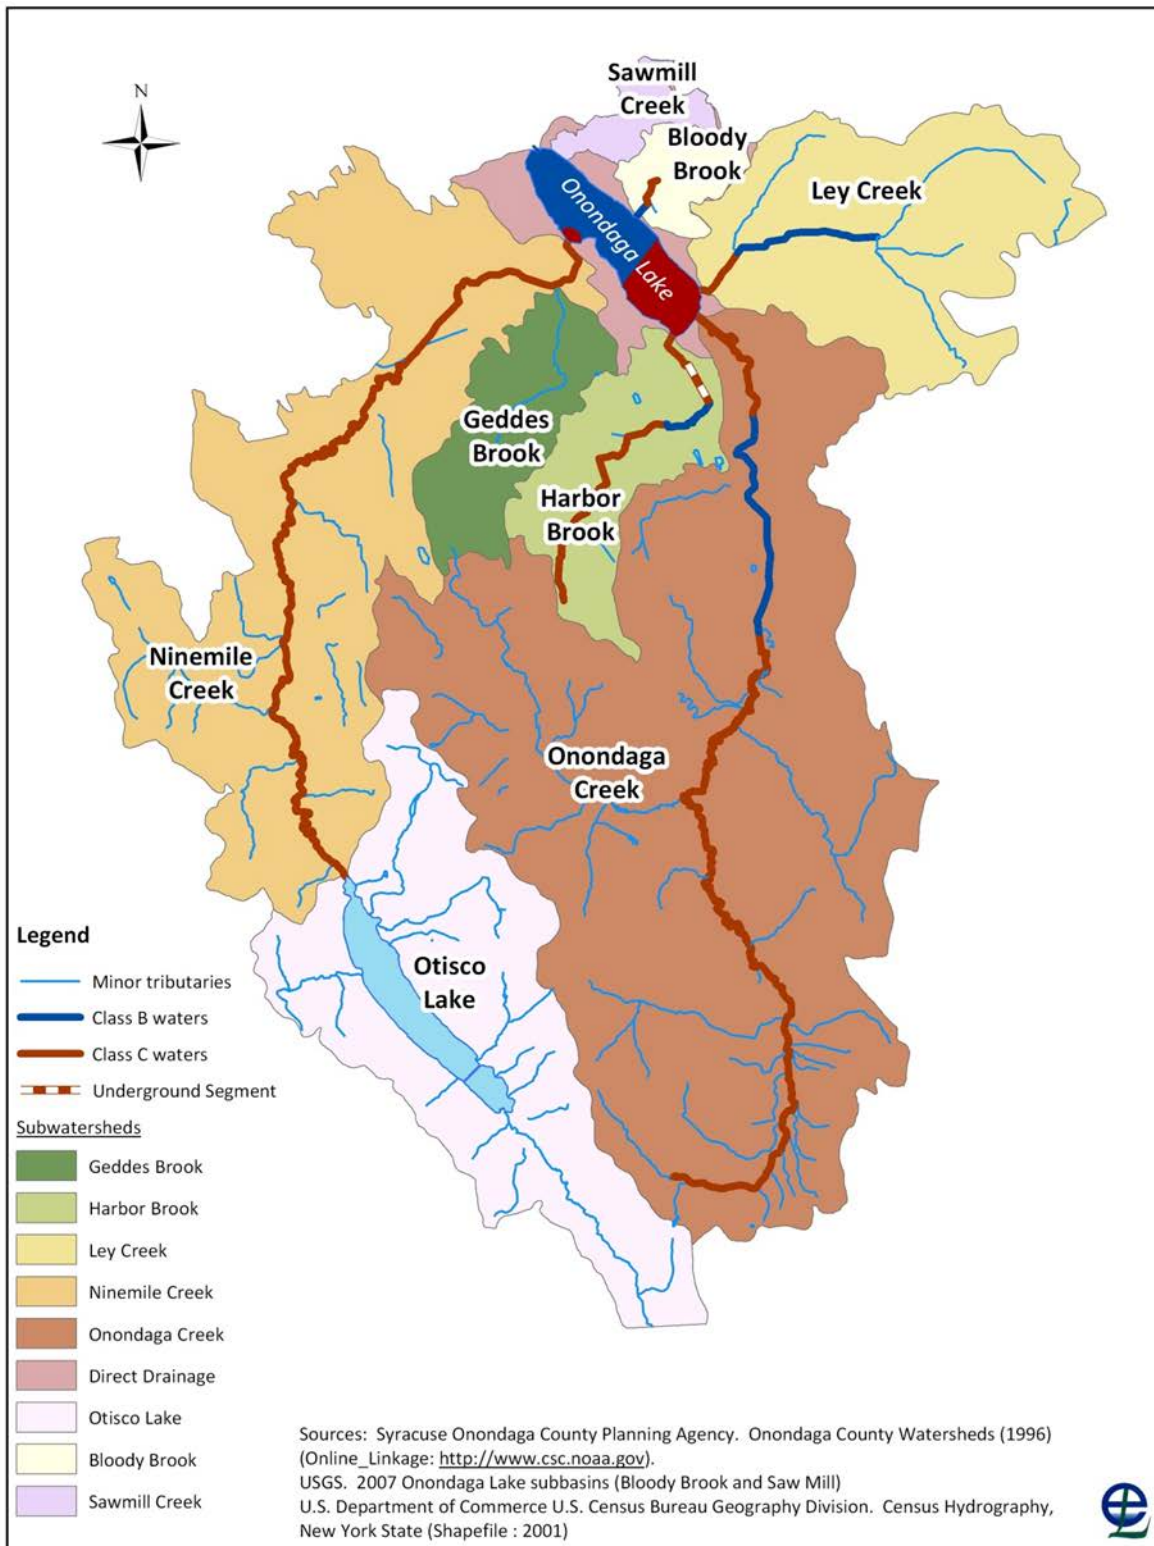 N
Sawmill
Creek
Bloody
Brook
Ley Creek
Onondaga Lake
Geddes
Brook
Harbor
Brook
Ninemile
Creek
Onondaga
Creek
Otisco
Lake
Legend
Minor tributaries
Class B waters
Class C waters
Underground Segment
Subwatersheds
Geddes Brook
Harbor Brook
Ley Creek
Ninemile Creek
Onondaga Creek
Direct Drainage
Otisco Lake
Bloody Brook
Sawmill Creek
Sources: Syracuse Onondaga County Planning Agency. Onondaga County Watersheds (1996)
(Online_Linkage: http://www.csc.noaa.gov).
USGS. 2007 Onondaga Lake subbasins (Bloody Brook and Saw Mill)
U.S. Department of Commerce U.S. Census Bureau Geography Division. Census Hydrography,
New York State (Shapefile : 2001)